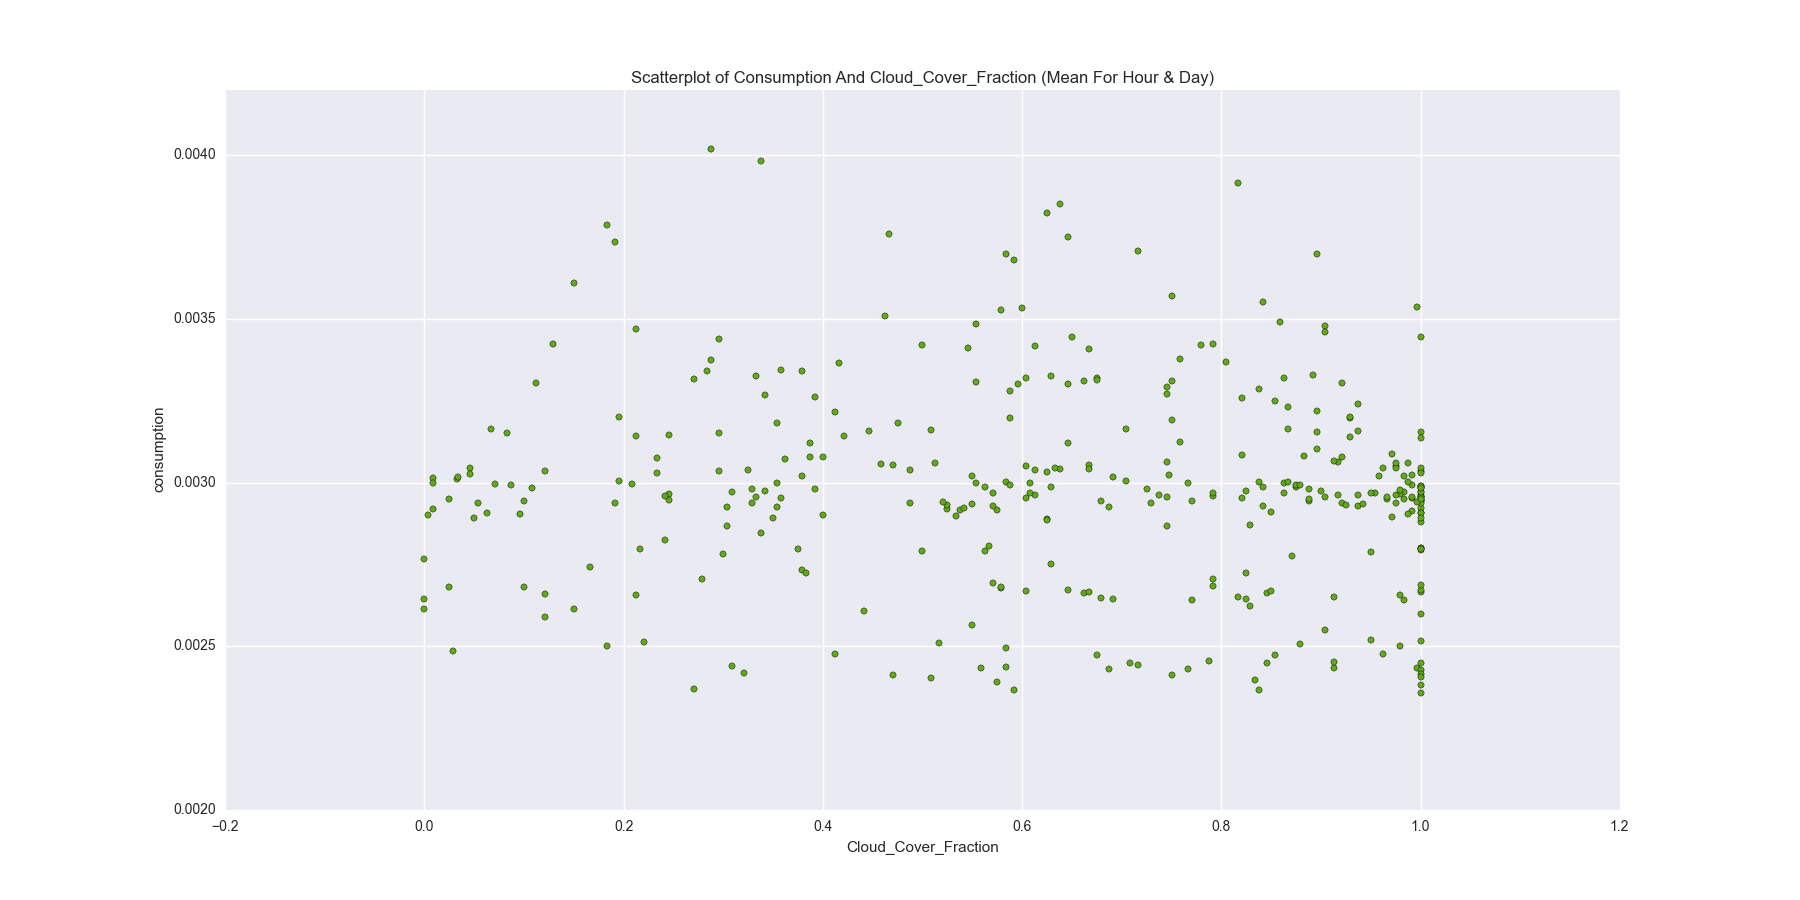 Scatterplot of Consumption And Cloud_Cover_Fraction (Mean For Hour & Day)
0.0040
0.0035
0.0030
0.0025
0.0020
consumption
−0.2 0.0 0.2 0.4 0.6 0.8 1.0 1.2
Cloud_Cover_Fraction